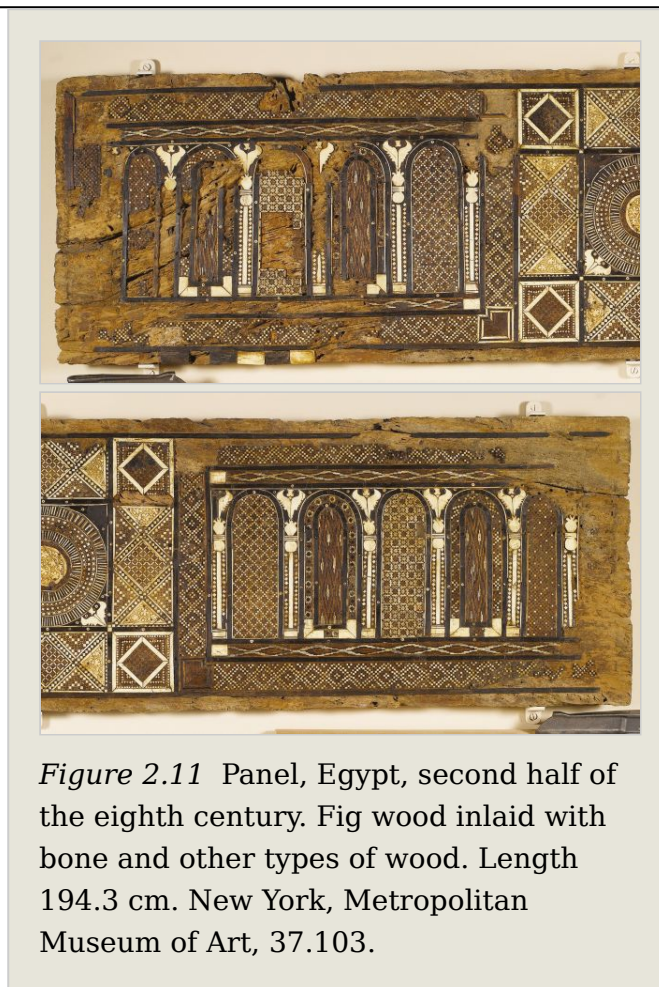 Figure 2.11 Panel, Egypt, second half of
the eighth century. Fig wood inlaid with
bone and other types of wood. Length
194.3 cm. New York, Metropolitan
Museum of Art, 37.103.